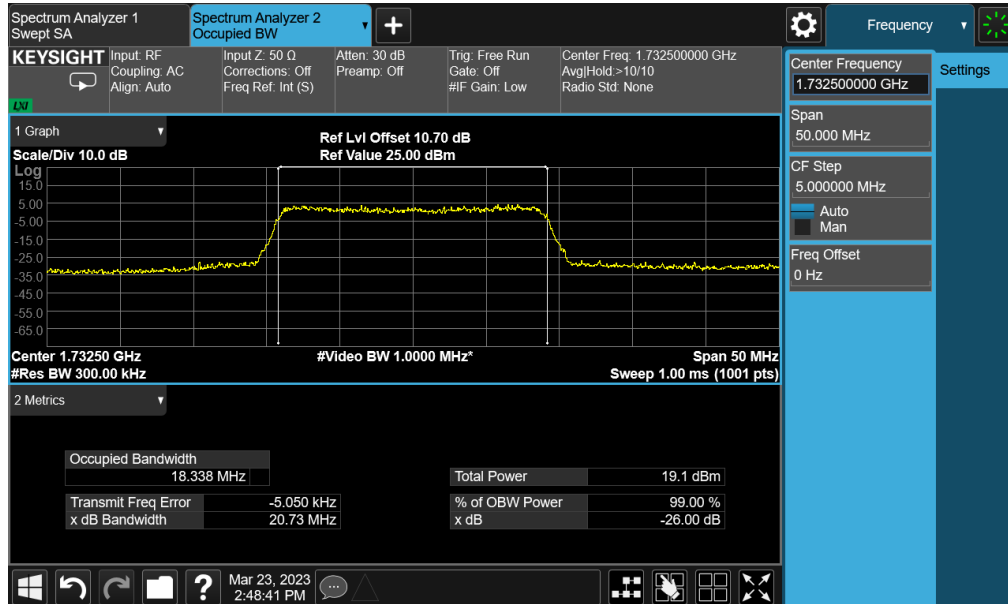 Spectrum Analyzer 1
Swept SA
Spectrum Analyzer 2
Occupied BW
Frequency
KEYSIGHT
LXI
Input: RF
Coupling: AC
Align: Auto
Input Z: 50 Ω
Corrections: Off
Freq Ref: Int (S)
Atten: 30 dB
Preamp: Off
Trig: Free Run
Gate: Off
#IF Gain: Low
Center Freq: 1.732500000 GHz
Avg|Hold:>10/10
Radio Std: None
Center Frequency
1.732500000 GHz
Settings
Span
50.000 MHz
CF Step
5.000000 MHz
Auto
Man
Freq Offset
0 Hz
1 Graph
Scale/Div 10.0 dB
Ref Lvl Offset 10.70 dB
Ref Value 25.00 dBm
Log
15.0
5.00
-5.00
-15.0
-25.0
-35.0
-45.0
-55.0
-65.0
Center 1.73250 GHz
#Video BW 1.0000 MHz*
Span 50 MHz
#Res BW 300.00 kHz
Sweep 1.00 ms (1001 pts)
2 Metrics
Occupied Bandwidth
18.338 MHz
Total Power 19.1 dBm
Transmit Freq Error -5.050 kHz
% of OBW Power 99.00 %
x dB Bandwidth 20.73 MHz
x dB -26.00 dB
?
Mar 23, 2023
2:48:41 PM